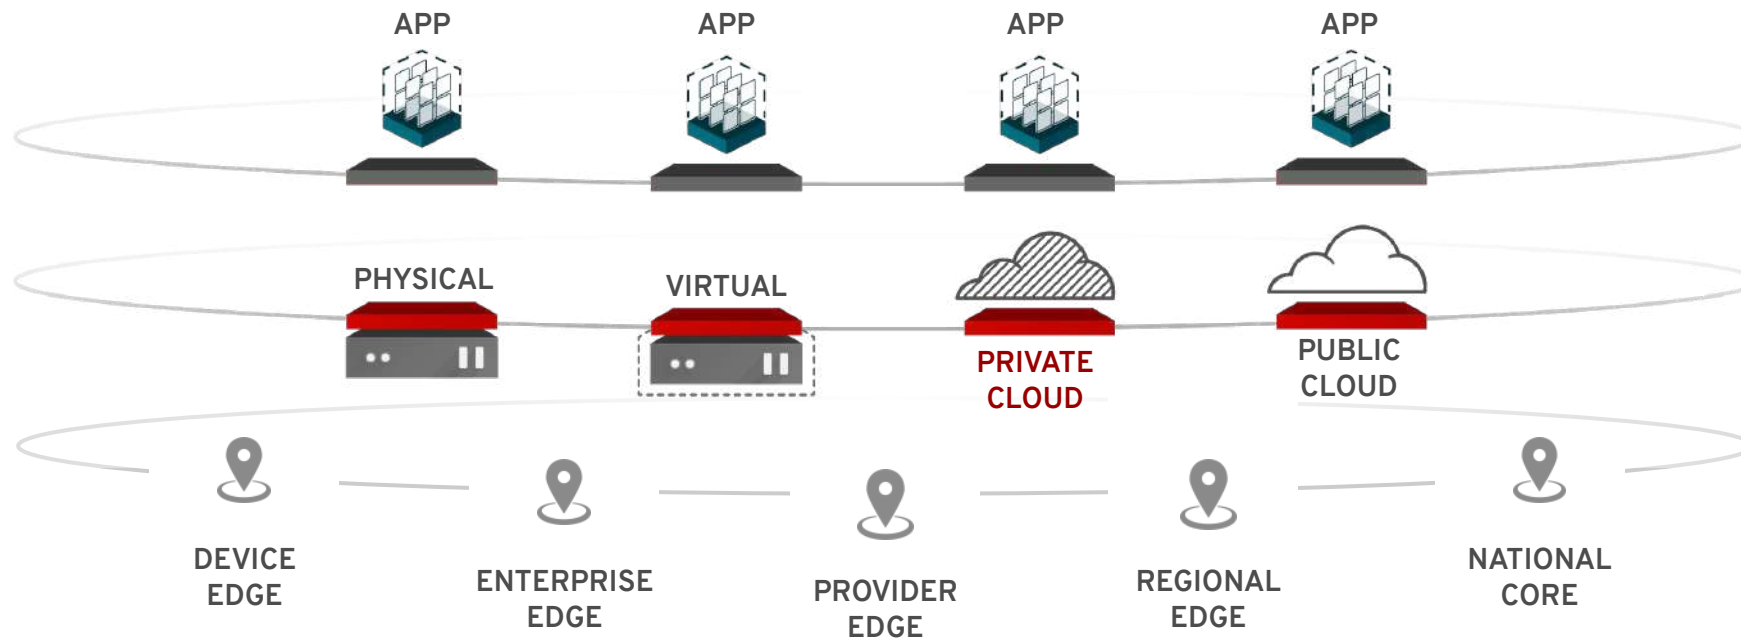 APP
APP
APP
APP
PHYSICAL
VIRTUAL
PRIVATE
CLOUD
PUBLIC
CLOUD
DEVICE
EDGE
ENTERPRISE
EDGE
PROVIDER
EDGE
REGIONAL
EDGE
NATIONAL
CORE